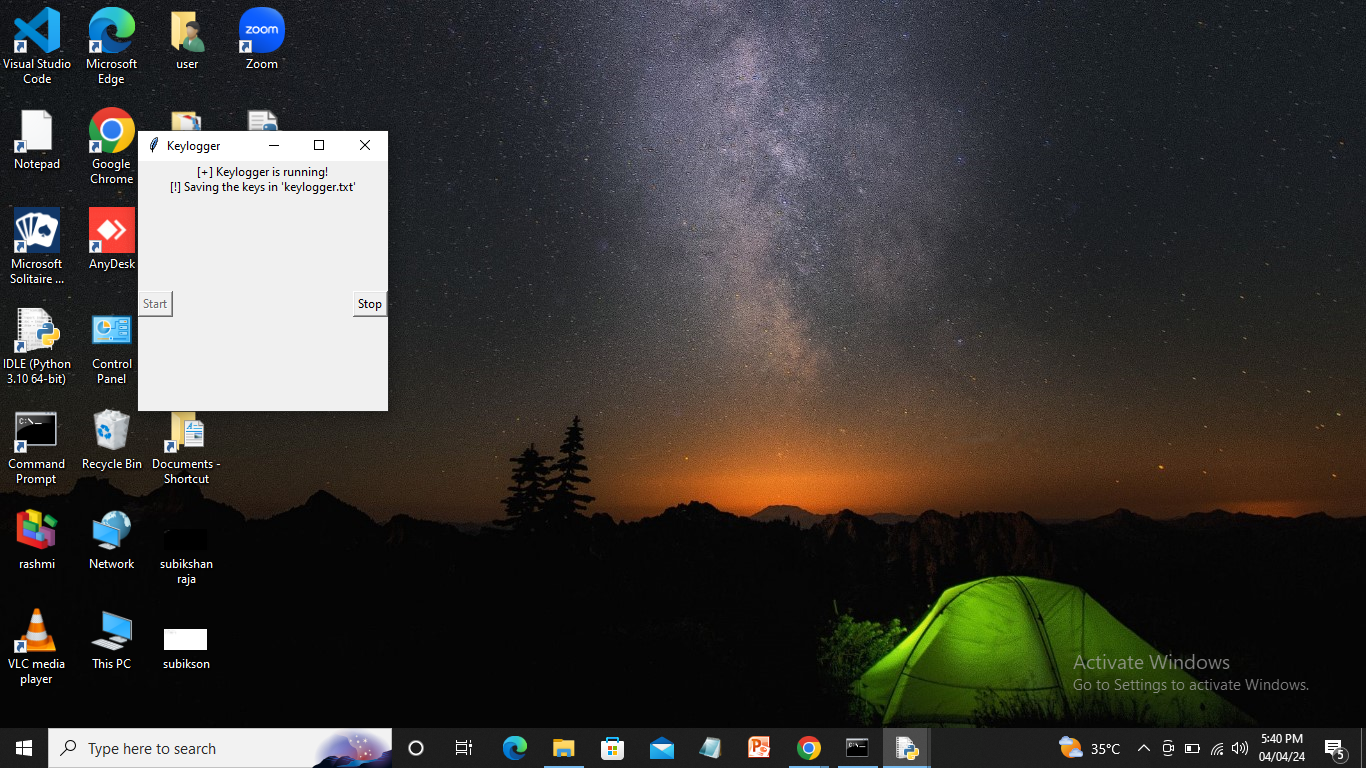 Visual Studio
Code
Microsoft
Edge
user
zoom
Zoom
Notepad
Google
Chrome
Keylogger
[+] Keylogger is running!
[!] Saving the keys in 'keylogger.txt'
Start
Stop
Microsoft
Solitaire ...
AnyDesk
IDLE (Python
3.10 64-bit)
Control
Panel
C:\
Command
Prompt
Recycle Bin
Documents -
Shortcut
rashmi
Network
subikshan
raja
VLC media
player
This PC
subikson
Activate Windows
Go to Settings to activate Windows.
Type here to search
35°C
5:40 PM
04/04/24
5